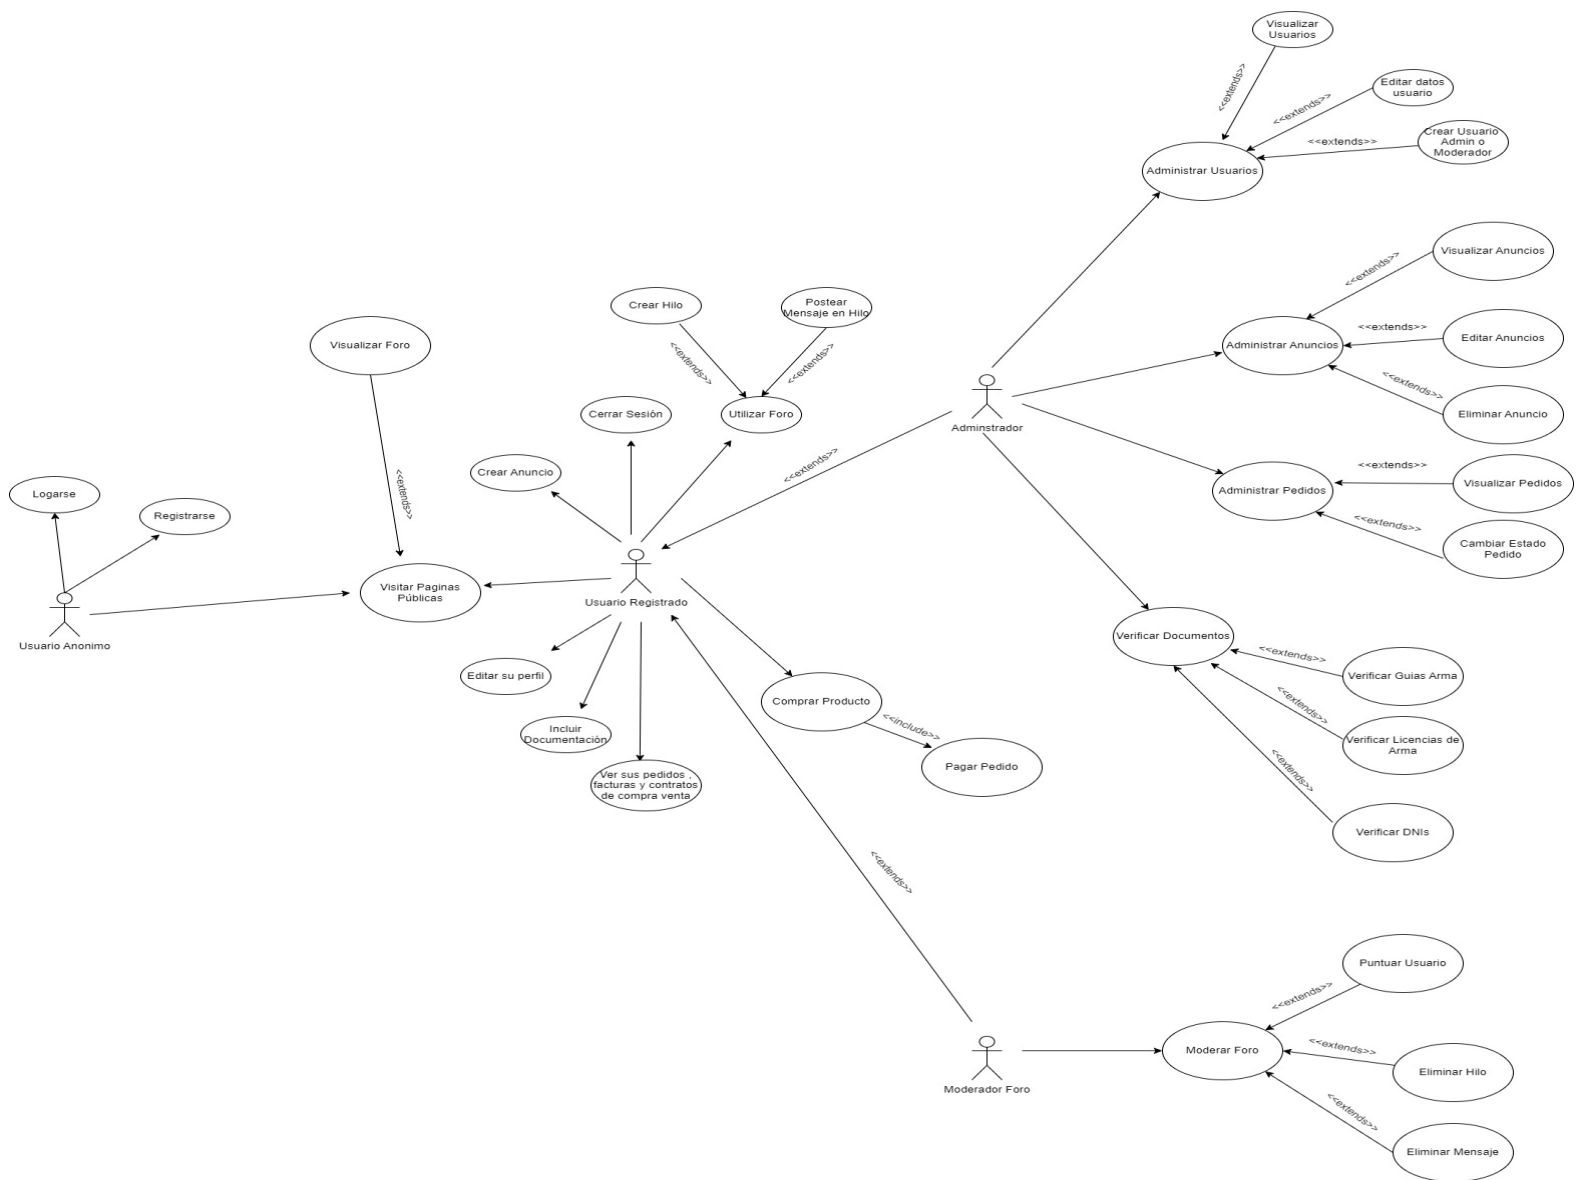 Visualizar
Usuarios
<<extends>>
Editar datos
usuario
<<extends>>
Crear Usuario
Admin o
Moderador
<<extends>>
Administrar Usuarios
Visualizar Anuncios
<<extends>>
Editar Anuncios
<<extends>>
Administrar Anuncios
<<extends>>
Eliminar Anuncio
Crear Hilo
Postear
Mensaje en Hilo
<<extends>>
<<extends>>
Visualizar Foro
<<extends>>
Cerrar Sesión
Utilizar Foro
Adminstrador
<<extends>>
Crear Anuncio
<<extends>>
Visualizar Pedidos
Administrar Pedidos
<<extends>>
Cambiar Estado
Pedido
Logarse
Registrarse
Visitar Paginas
Públicas
Usuario Registrado
Usuario Anonimo
Verificar Documentos
<<extends>>
Verificar Guias Arma
<<extends>>
Verificar Licencias de
Arma
<<extends>>
Verificar DNIs
Editar su perfil
Comprar Producto
<<include>>
Pagar Pedido
Incluir
Documentación
Ver sus pedidos ,
facturas y contratos
de compra venta
<<extends>>
Puntuar Usuario
<<extends>>
Moderador Foro
Moderar Foro
<<extends>>
Eliminar Hilo
<<extends>>
Eliminar Mensaje